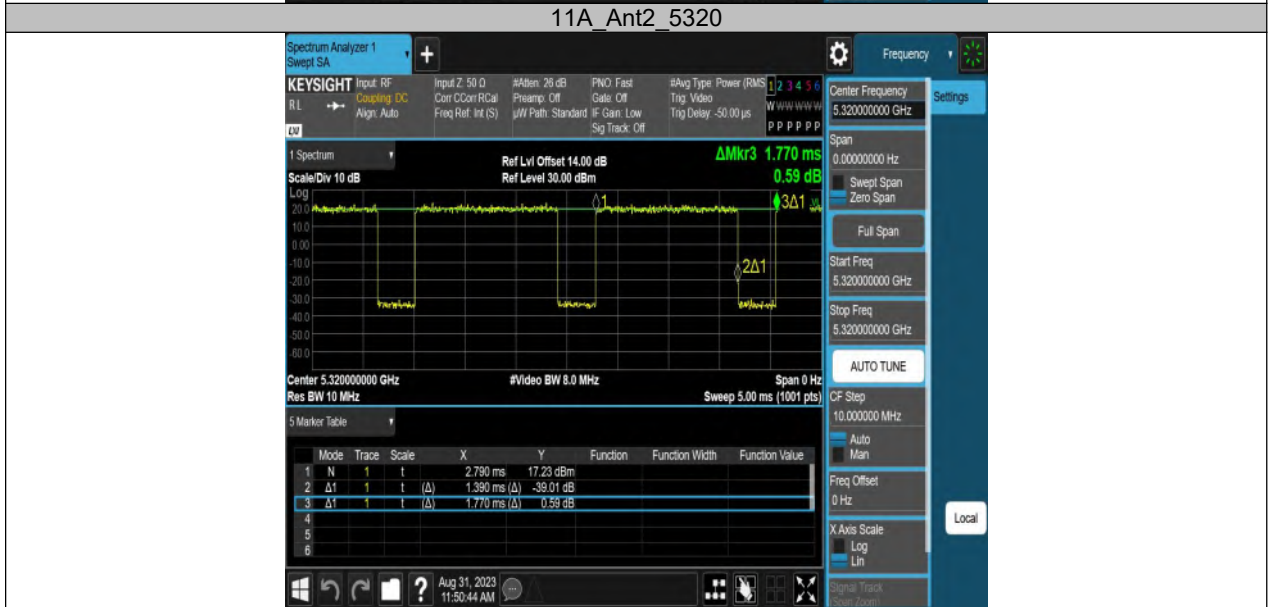 11A_Ant2_5320
Spectrum Analyzer 1
Swept SA
+
Frequency
KEYSIGHT
Input: RF
Coupling: DC
Align: Auto
RL
LXI
Input Z: 50 Ω
Corr CCorr RCal
Freq Ref: Int (S)
#Atten: 26 dB
Preamp: Off
µW Path: Standard
PNO: Fast
Gate: Off
IF Gain: Low
Sig Track: Off
#Avg Type: Power (RMS
Trig: Video
Trig Delay: -50.00 µs
1 2 3 4 5 6
W W W W W W
P P P P P P
Center Frequency
5.320000000 GHz
Settings
Span
0.00000000 Hz
Swept Span
Zero Span
Full Span
Start Freq
5.320000000 GHz
Stop Freq
5.320000000 GHz
AUTO TUNE
CF Step
10.000000 MHz
Auto
Man
Freq Offset
0 Hz
X Axis Scale
Log
Lin
Signal Track
(Span Zoom)
Local
1 Spectrum
Scale/Div 10 dB
Ref Lvl Offset 14.00 dB
Ref Level 30.00 dBm
ΔMkr3 1.770 ms
0.59 dB
Log
20.0
10.0
0.00
-10.0
-20.0
-30.0
-40.0
-50.0
-60.0
1
2Δ1
3Δ1
Center 5.320000000 GHz
#Video BW 8.0 MHz
Span 0 Hz
Res BW 10 MHz
Sweep 5.00 ms (1001 pts)
5 Marker Table
Mode Trace Scale X Y Function Function Width Function Value
1 N 1 t 2.790 ms 17.23 dBm
2 Δ1 1 t (Δ) 1.390 ms (Δ) -39.01 dB
3 Δ1 1 t (Δ) 1.770 ms (Δ) 0.59 dB
4
5
6
?
Aug 31, 2023
11:50:44 AM